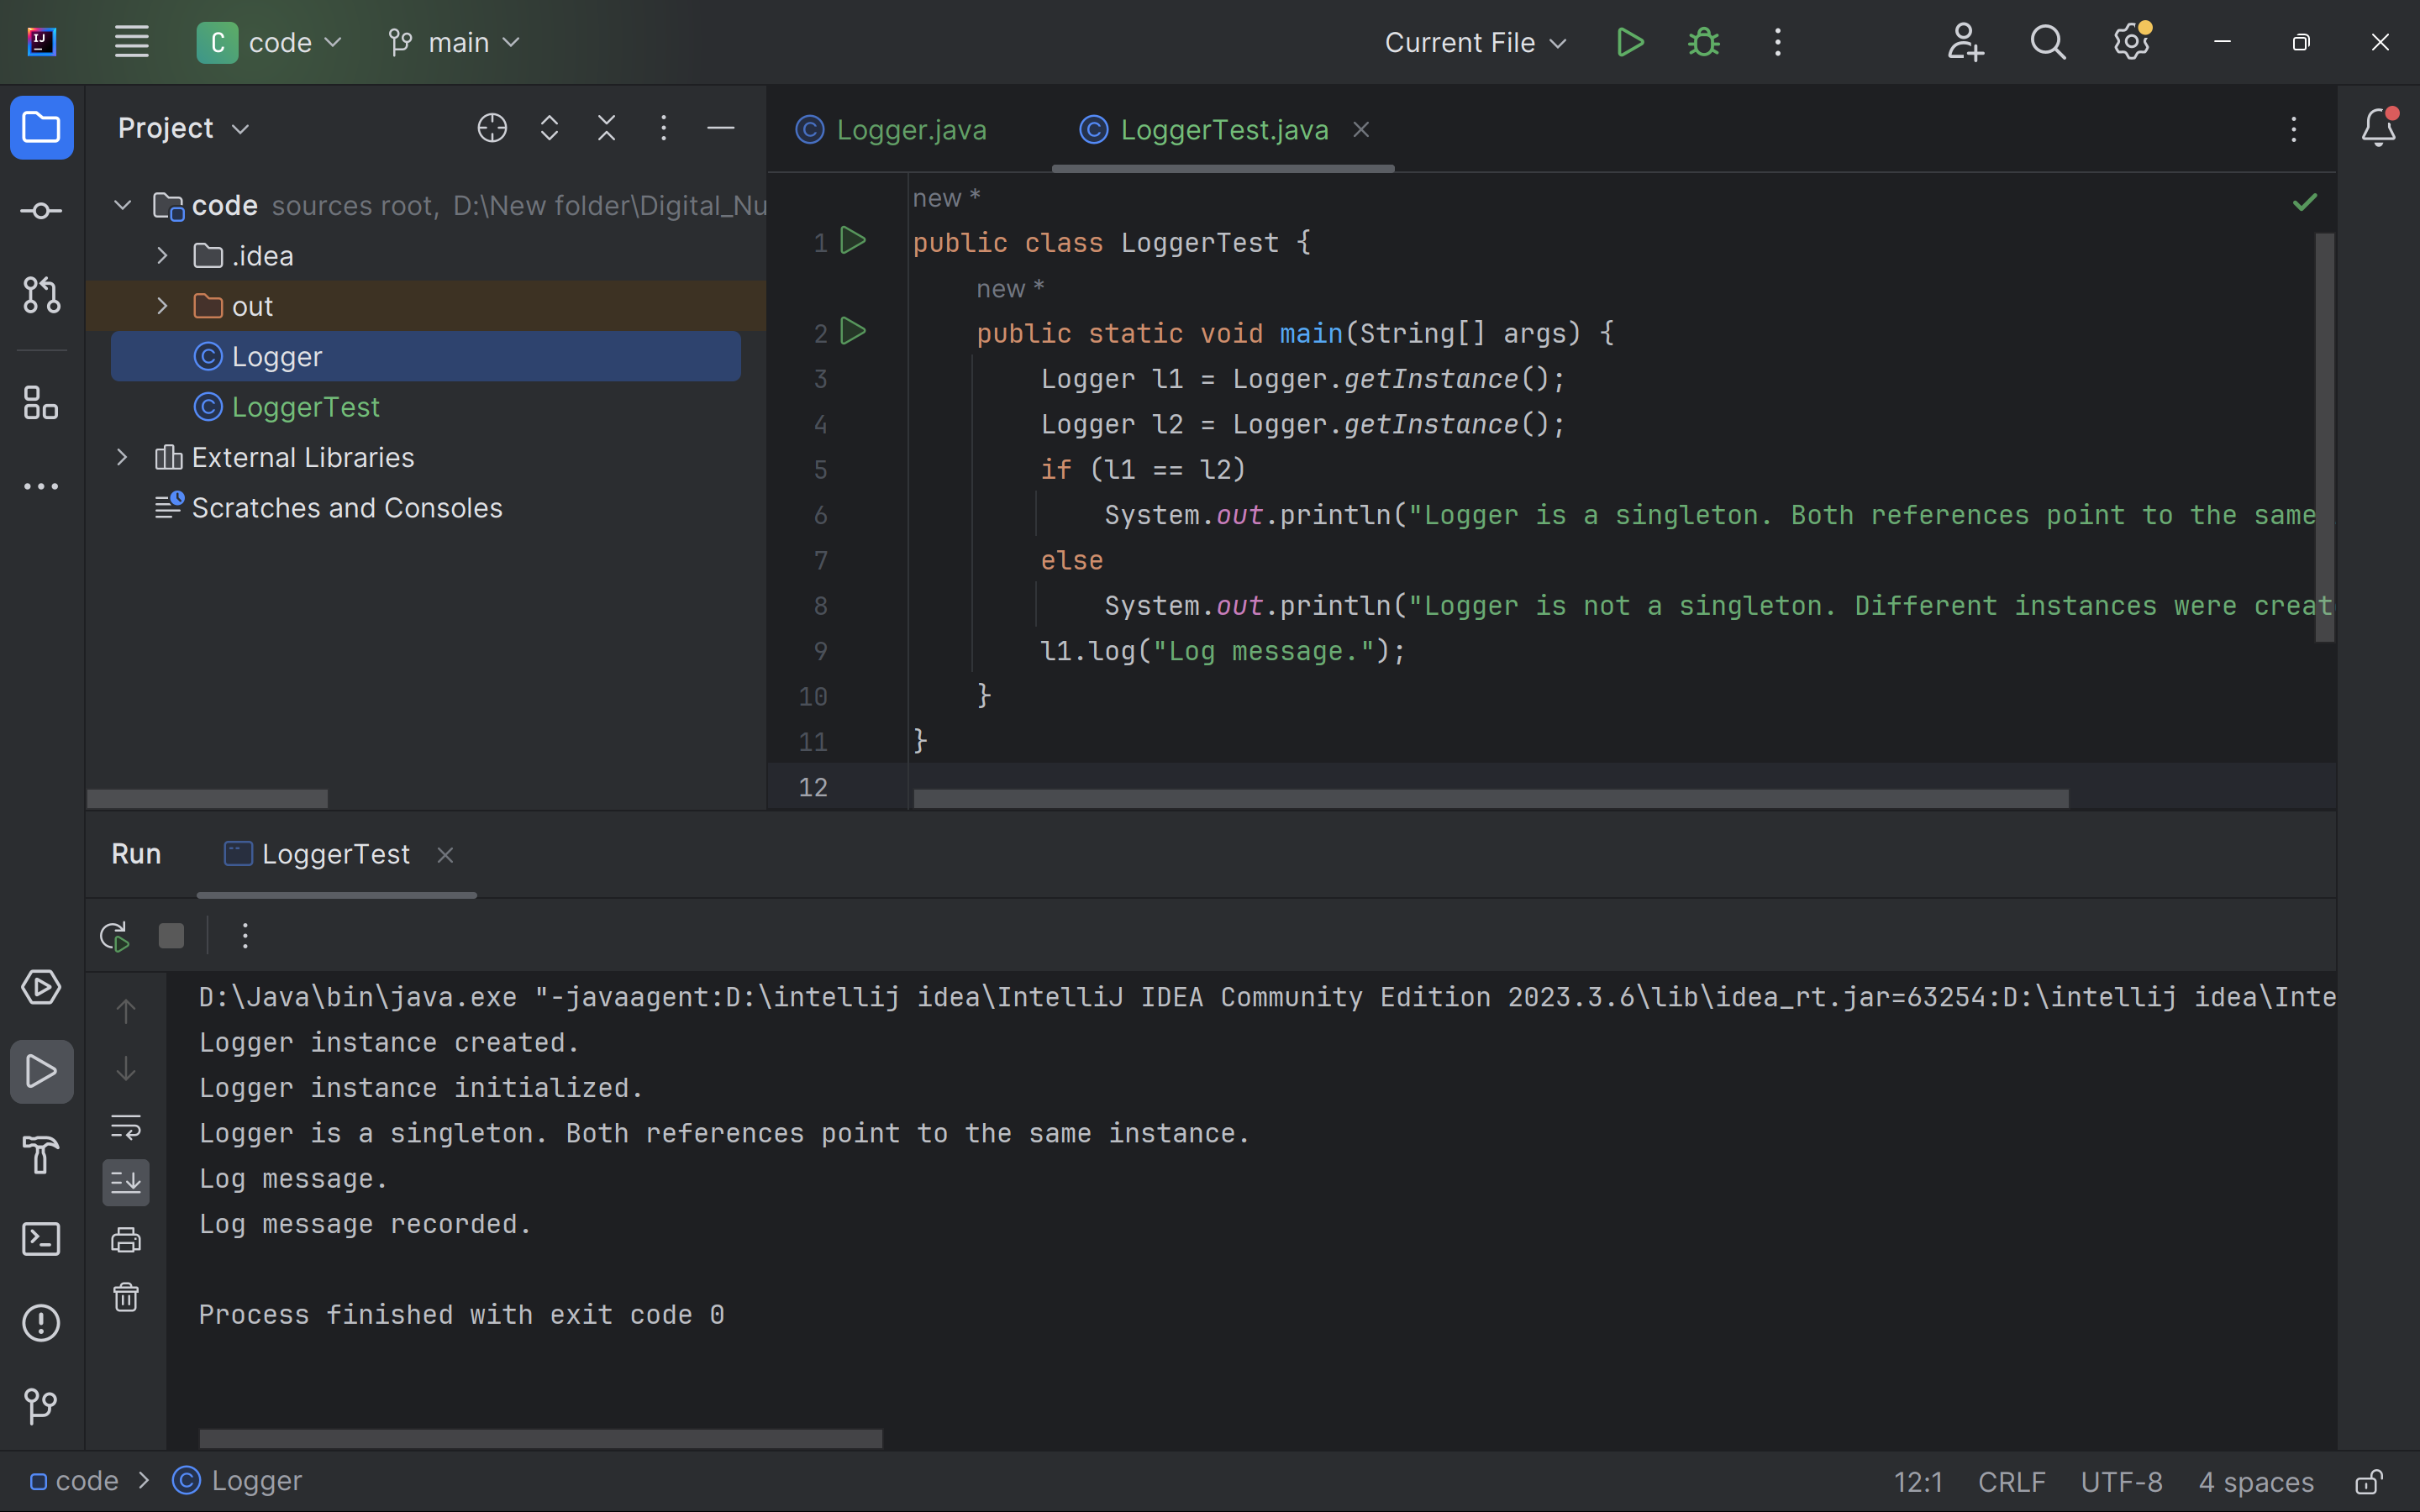 IJ
C code main
Current File
Project
code sources root, D:\New folder\Digital_Nu
.idea
out
C Logger
C LoggerTest
External Libraries
Scratches and Consoles
C Logger.java C LoggerTest.java
new *
1 public class LoggerTest {
new *
2 public static void main(String[] args) {
3 Logger l1 = Logger.getInstance();
4 Logger l2 = Logger.getInstance();
5 if (l1 == l2)
6 System.out.println("Logger is a singleton. Both references point to the same
7 else
8 System.out.println("Logger is not a singleton. Different instances were creat
9 l1.log("Log message.");
10 }
11 }
12
Run LoggerTest
D:\Java\bin\java.exe "-javaagent:D:\intellij idea\IntelliJ IDEA Community Edition 2023.3.6\lib\idea_rt.jar=63254:D:\intellij idea\Inte
Logger instance created.
Logger instance initialized.
Logger is a singleton. Both references point to the same instance.
Log message.
Log message recorded.
Process finished with exit code 0
code > C Logger
12:1 CRLF UTF-8 4 spaces